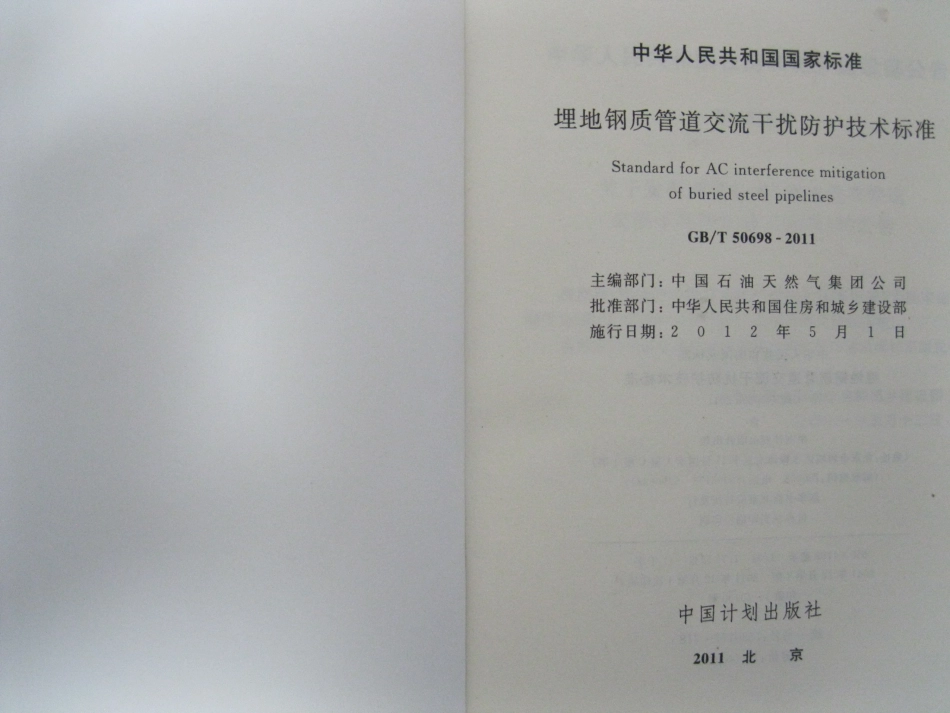 中华人民共和国国家标准
埋地钢质管道交流干扰防护技术标准
Standard for AC interference mitigation
of buried steel pipelines
GB/T 50698-2011
主编部门：中国石油天然气集团公司
批准部门：中华人民共和国住房和城乡建设部
施行日期：2012年5月1日
中国计划出版社
2011 北 京